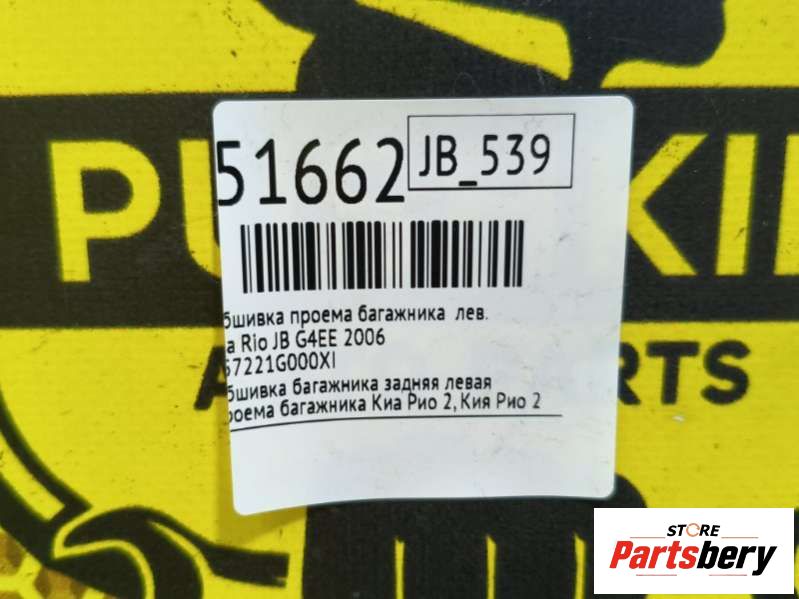 51662
JB_539
бшивка проема багажника лев.
a Rio JB G4EE 2006
57221G000XI
бшивка багажника задняя левая
роема багажника Киа Рио 2, Кия Рио 2
STORE
Partsbery